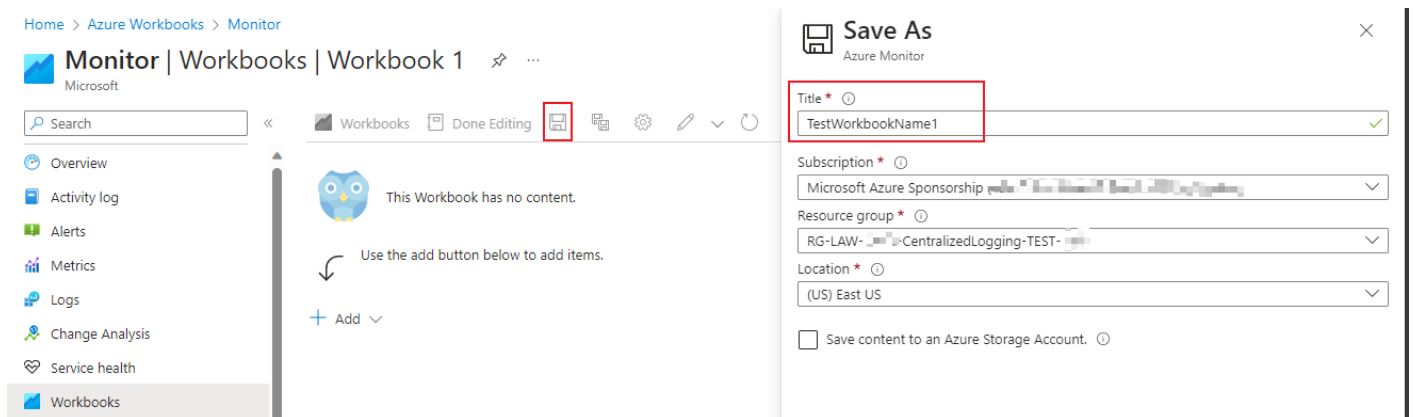 Home > Azure Workbooks > Monitor
Monitor | Workbooks | Workbook 1
Microsoft
Search
Workbooks Done Editing
Overview
Activity log
Alerts
Metrics
Logs
Change Analysis
Service health
Workbooks
This Workbook has no content.
Use the add button below to add items.
Add
Save As
Azure Monitor
Title *
TestWorkbookName1
Subscription *
Microsoft Azure Sponsorship
Resource group *
RG-LAW- -CentralizedLogging-TEST-
Location *
(US) East US
Save content to an Azure Storage Account.